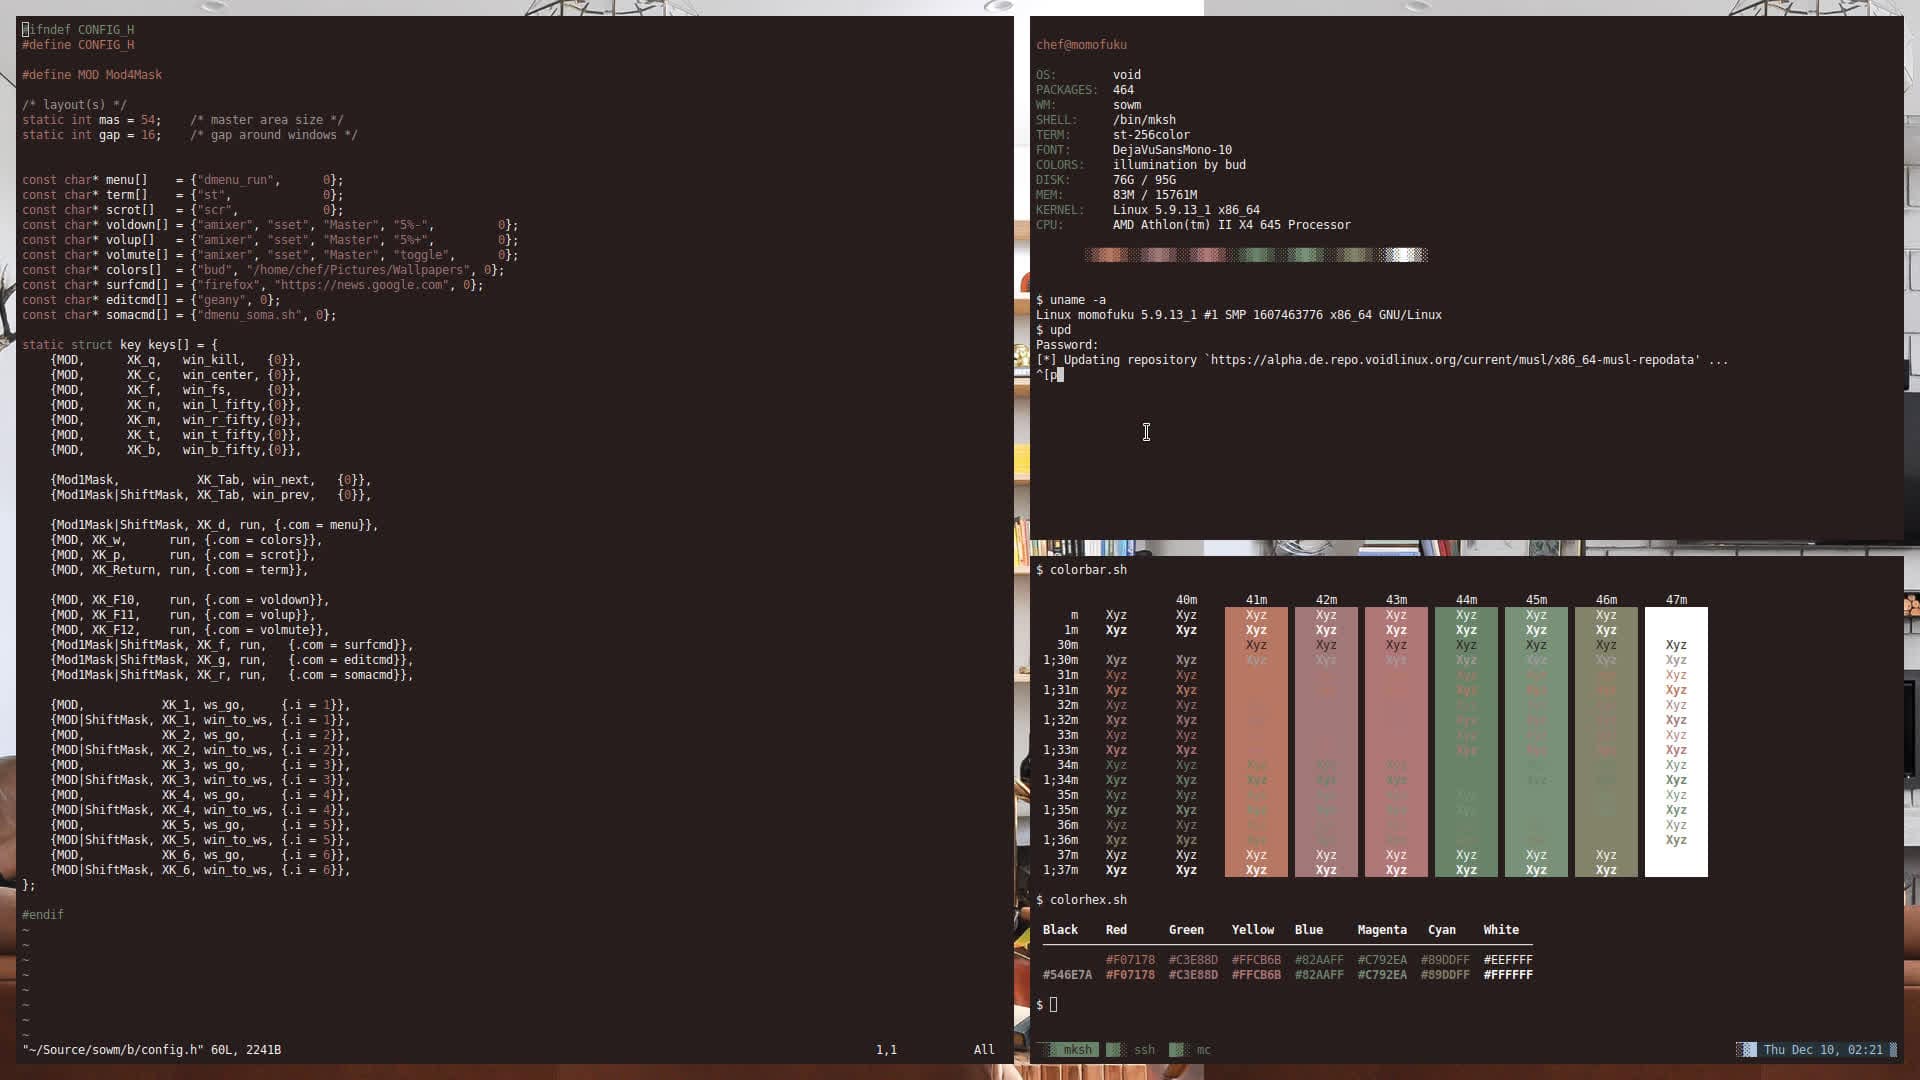 #ifndef CONFIG_H
#define CONFIG_H

#define MOD Mod4Mask

/* layout(s) */
static int mas = 54;    /* master area size */
static int gap = 16;    /* gap around windows */

const char* menu[]    = {"dmenu_run",      0};
const char* term[]    = {"st",             0};
const char* scrot[]   = {"scr",            0};
const char* voldown[] = {"amixer", "sset", "Master", "5%-",         0};
const char* volup[]   = {"amixer", "sset", "Master", "5%+",         0};
const char* volmute[] = {"amixer", "sset", "Master", "toggle",      0};
const char* colors[]  = {"bud", "/home/chef/Pictures/Wallpapers", 0};
const char* surfcmd[] = {"firefox", "https://news.google.com", 0};
const char* editcmd[] = {"geany", 0};
const char* somacmd[] = {"dmenu_soma.sh", 0};

static struct key keys[] = {
    {MOD,      XK_q,   win_kill,   {0}},
    {MOD,      XK_c,   win_center, {0}},
    {MOD,      XK_f,   win_fs,     {0}},
    {MOD,      XK_n,   win_l_fifty,{0}},
    {MOD,      XK_m,   win_r_fifty,{0}},
    {MOD,      XK_t,   win_t_fifty,{0}},
    {MOD,      XK_b,   win_b_fifty,{0}},

    {Mod1Mask,           XK_Tab, win_next,   {0}},
    {Mod1Mask|ShiftMask, XK_Tab, win_prev,   {0}},

    {Mod1Mask|ShiftMask, XK_d, run, {.com = menu}},
    {MOD, XK_w,      run, {.com = colors}},
    {MOD, XK_p,      run, {.com = scrot}},
    {MOD, XK_Return, run, {.com = term}},

    {MOD, XK_F10,    run, {.com = voldown}},
    {MOD, XK_F11,    run, {.com = volup}},
    {MOD, XK_F12,    run, {.com = volmute}},
    {Mod1Mask|ShiftMask, XK_f, run,   {.com = surfcmd}},
    {Mod1Mask|ShiftMask, XK_g, run,   {.com = editcmd}},
    {Mod1Mask|ShiftMask, XK_r, run,   {.com = somacmd}},

    {MOD,           XK_1, ws_go,     {.i = 1}},
    {MOD|ShiftMask, XK_1, win_to_ws, {.i = 1}},
    {MOD,           XK_2, ws_go,     {.i = 2}},
    {MOD|ShiftMask, XK_2, win_to_ws, {.i = 2}},
    {MOD,           XK_3, ws_go,     {.i = 3}},
    {MOD|ShiftMask, XK_3, win_to_ws, {.i = 3}},
    {MOD,           XK_4, ws_go,     {.i = 4}},
    {MOD|ShiftMask, XK_4, win_to_ws, {.i = 4}},
    {MOD,           XK_5, ws_go,     {.i = 5}},
    {MOD|ShiftMask, XK_5, win_to_ws, {.i = 5}},
    {MOD,           XK_6, ws_go,     {.i = 6}},
    {MOD|ShiftMask, XK_6, win_to_ws, {.i = 6}},
};

#endif
~
~
~
~
~
~
~
~
"~/Source/sowm/b/config.h" 60L, 2241B    1,1    All

chef@momofuku

OS:        void
PACKAGES:  464
WM:        sowm
SHELL:     /bin/mksh
TERM:      st-256color
FONT:      DejaVuSansMono-10
COLORS:    illumination by bud
DISK:      76G / 95G
MEM:       83M / 15761M
KERNEL:    Linux 5.9.13_1 x86_64
CPU:       AMD Athlon(tm) II X4 645 Processor

$ uname -a
Linux momofuku 5.9.13_1 #1 SMP 1607463776 x86_64 GNU/Linux
$ upd
Password:
[*] Updating repository `https://alpha.de.repo.voidlinux.org/current/musl/x86_64-musl-repodata' ...
^[p

$ colorbar.sh

40m 41m 42m 43m 44m 45m 46m 47m
m Xyz Xyz Xyz Xyz Xyz Xyz Xyz Xyz
1m Xyz Xyz Xyz Xyz Xyz Xyz Xyz Xyz
30m Xyz Xyz Xyz Xyz Xyz Xyz Xyz
1;30m Xyz Xyz Xyz Xyz Xyz Xyz Xyz Xyz Xyz
31m Xyz Xyz Xyz Xyz Xyz Xyz
1;31m Xyz Xyz Xyz Xyz Xyz Xyz
32m Xyz Xyz Xyz Xyz
1;32m Xyz Xyz Xyz Xyz Xyz
33m Xyz Xyz Xyz Xyz
1;33m Xyz Xyz Xyz Xyz Xyz
34m Xyz Xyz Xyz Xyz Xyz Xyz
1;34m Xyz Xyz Xyz Xyz Xyz Xyz Xyz
35m Xyz Xyz Xyz Xyz
1;35m Xyz Xyz Xyz Xyz
36m Xyz Xyz Xyz
1;36m Xyz Xyz Xyz
37m Xyz Xyz Xyz Xyz Xyz Xyz Xyz Xyz
1;37m Xyz Xyz Xyz Xyz Xyz Xyz Xyz Xyz

$ colorhex.sh

Black Red Green Yellow Blue Magenta Cyan White
#F07178 #C3E88D #FFCB6B #82AAFF #C792EA #89DDFF #EEFFFF
#546E7A #F07178 #C3E88D #FFCB6B #82AAFF #C792EA #89DDFF #FFFFFF

$
mksh ssh mc Thu Dec 10, 02:21